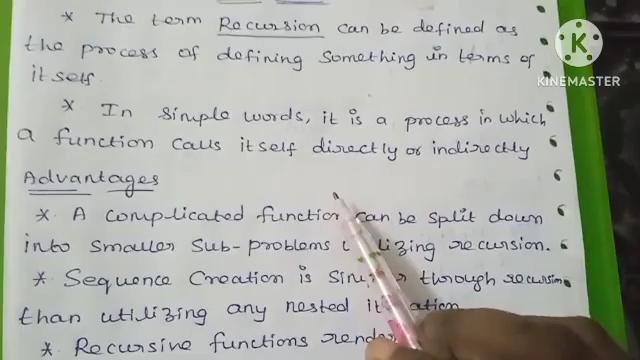 * The term Recursion can be defined as
the process of defining something in terms of
itself.
K
KINEMASTER
* In simple words, it is a process in which
a function calls itself directly or indirectly
Advantages
* A complicated function can be split down
into smaller sub-problems utilizing recursion.
* Sequence Creation is through recursion
than utilizing any nested
* Recursive functions render